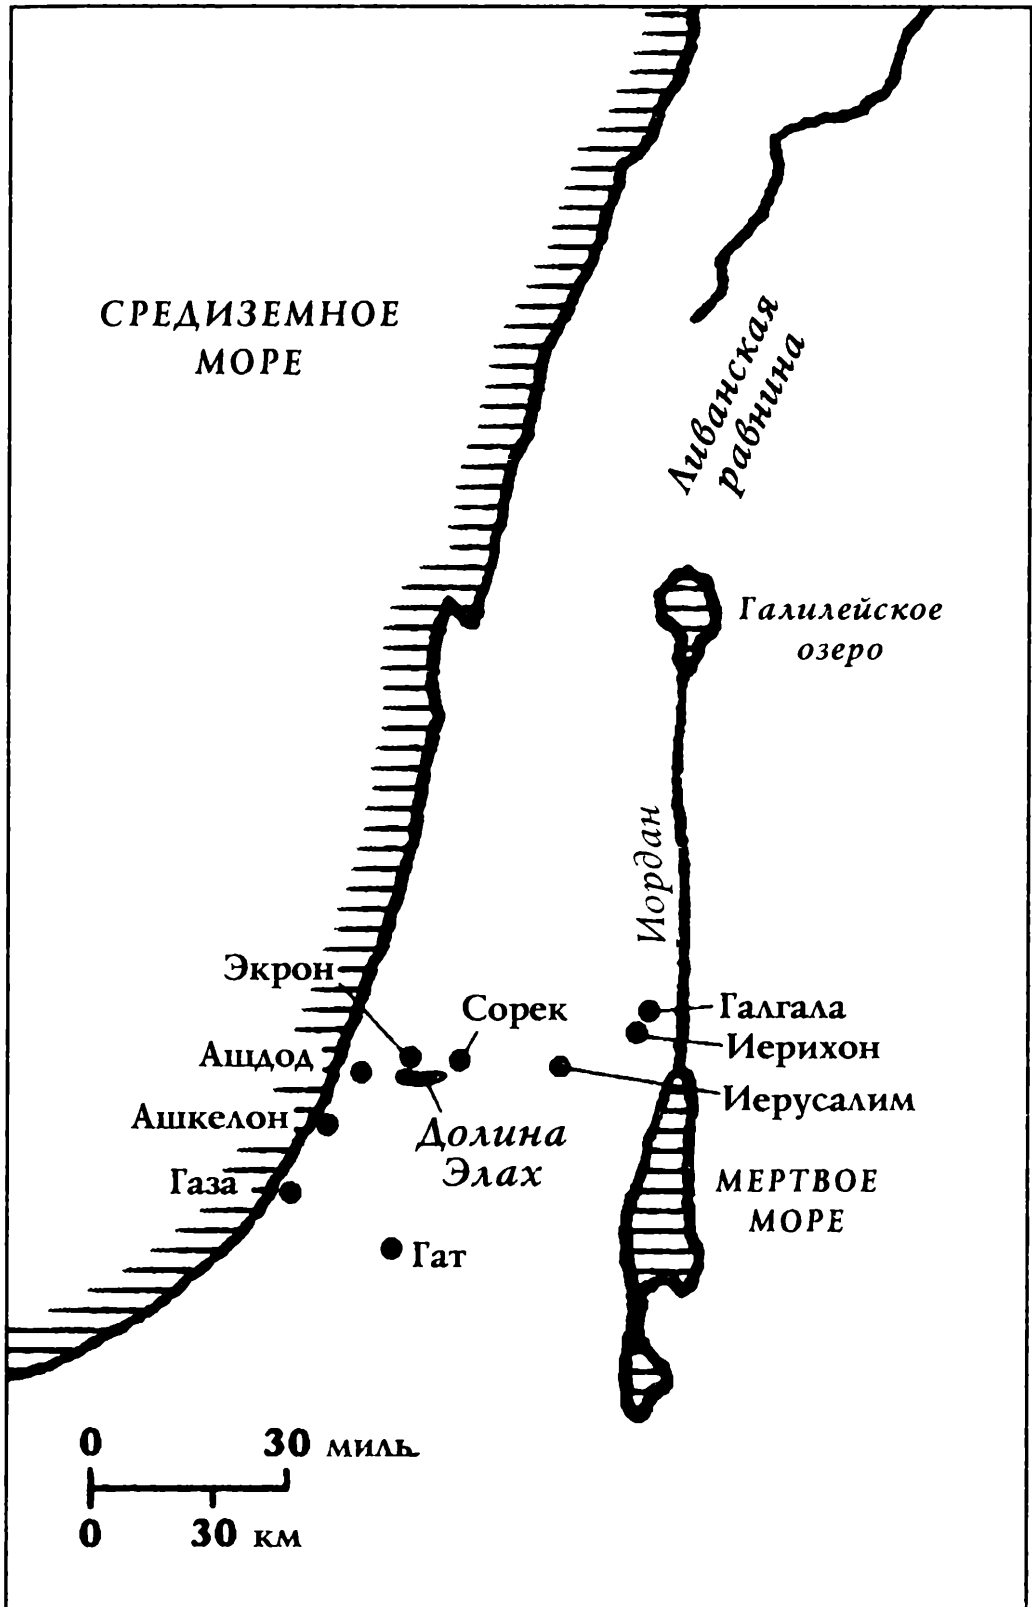 СРЕДИЗЕМНОЕ
МОРЕ
Ливанская
равнина
Галилейское
озеро
Иордан
Экрон
Сорек
Галгала
Иерихон
Ашдод
Иерусалим
Ашкелон
Долина
Элах
Газа
МЕРТВОЕ
МОРЕ
Гат
0 30 миль
0 30 км